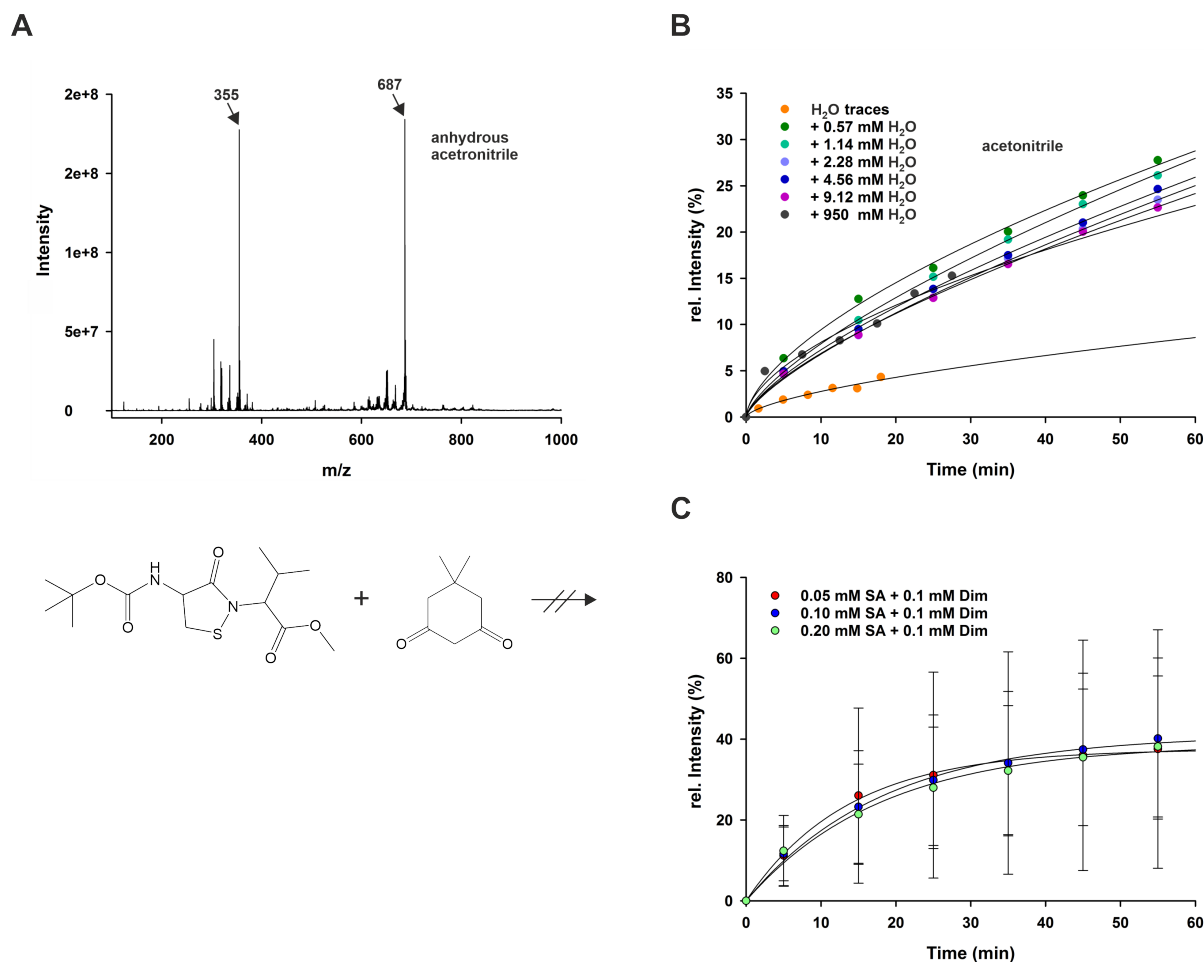 A
2e+8
2e+8
1e+8
5e+7
0
Intensity
200
400
600
800
1000
m/z
355
687
anhydrous
acetronitrile
O
O
H
N
O
O
N
S
O
O
+
O
O
B
35
30
25
20
15
10
5
0
rel. Intensity (%)
H2O traces
+ 0.57 mM H2O
+ 1.14 mM H2O
+ 2.28 mM H2O
+ 4.56 mM H2O
+ 9.12 mM H2O
+ 950 mM H2O
acetonitrile
0
10
20
30
40
50
60
Time (min)
C
80
60
40
20
0
rel. Intensity (%)
0.05 mM SA + 0.1 mM Dim
0.10 mM SA + 0.1 mM Dim
0.20 mM SA + 0.1 mM Dim
0
10
20
30
40
50
60
Time (min)